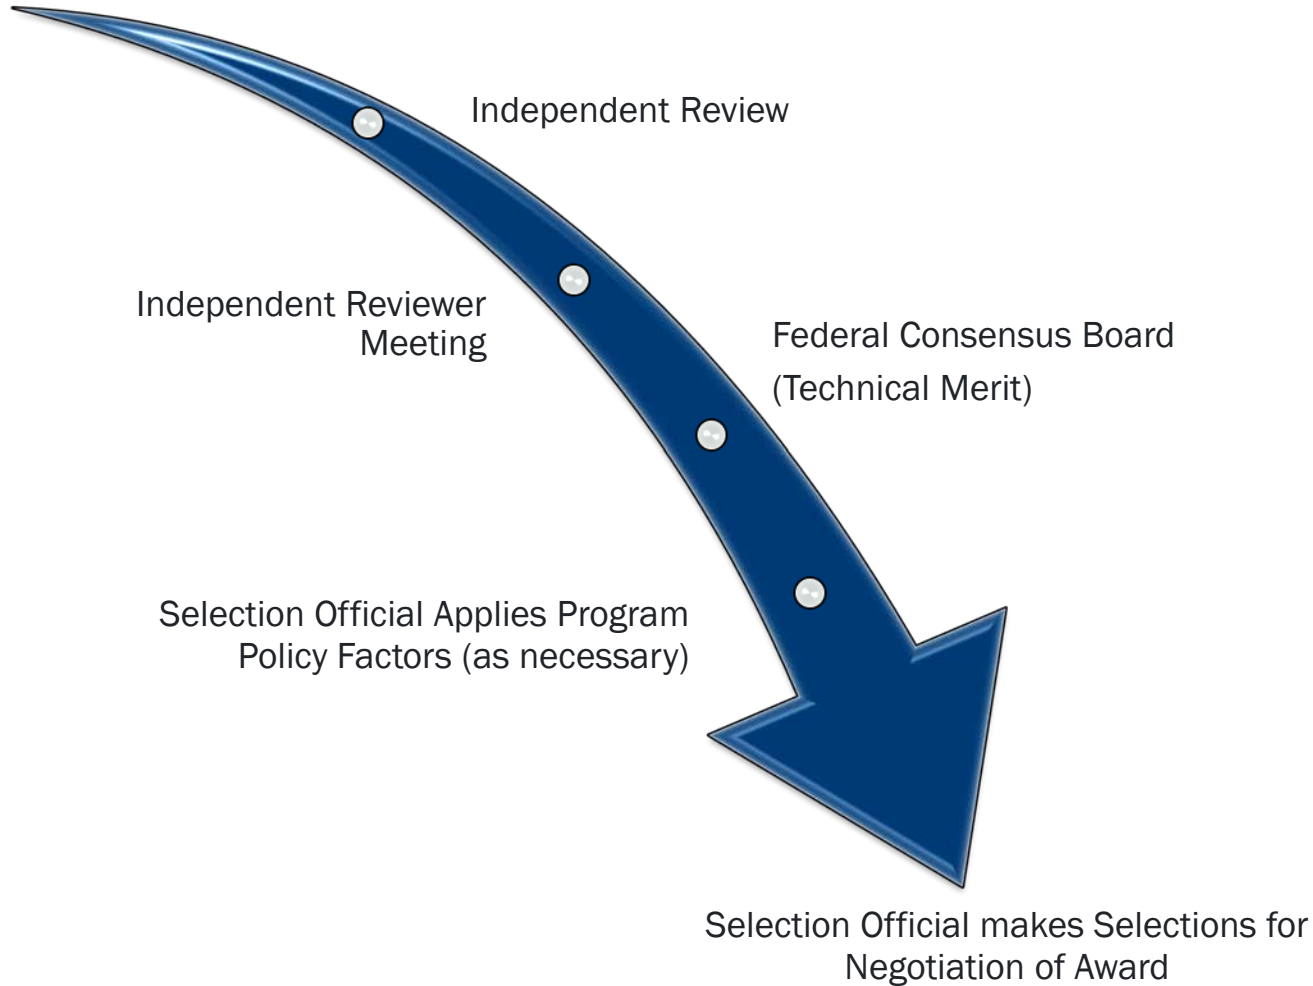 Independent Review
Independent Reviewer
Meeting
Federal Consensus Board
(Technical Merit)
Selection Official Applies Program
Policy Factors (as necessary)
Selection Official makes Selections for
Negotiation of Award